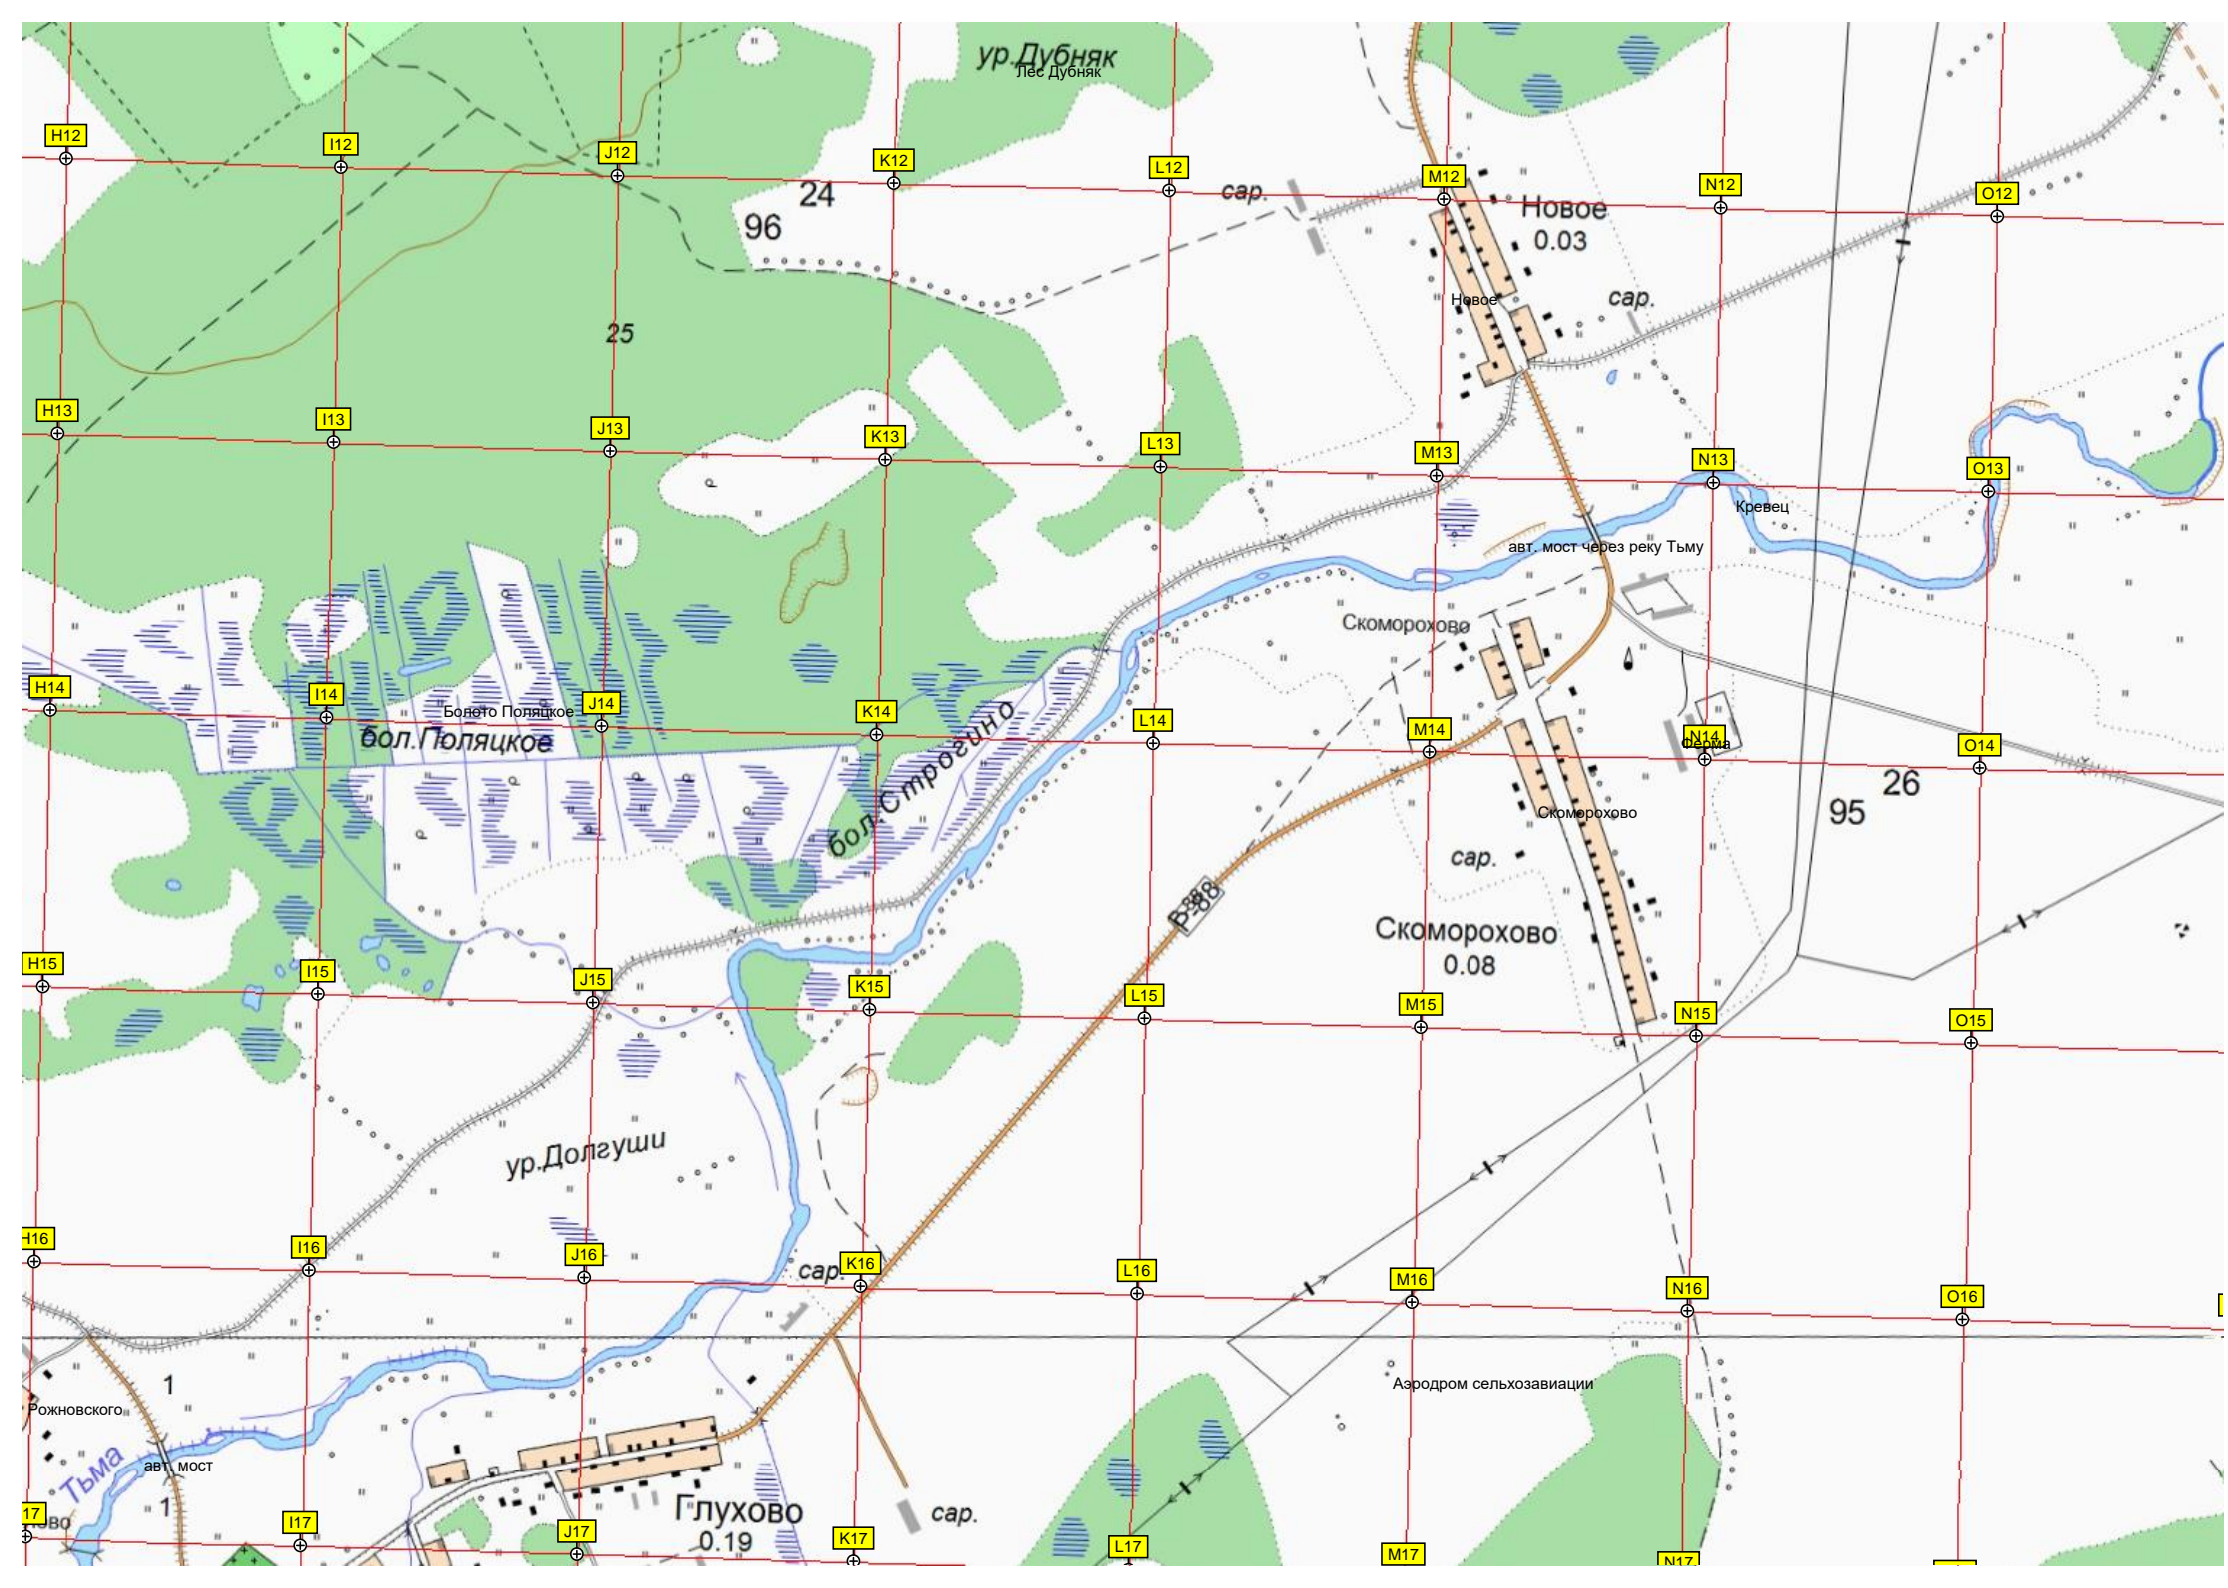 ур.Дубняк
Лес Дубняк
H12
I12
J12
K12
L12
M12
N12
O12
24
96
сар.
Новое
0.03
25
Новое
сар.
H13
I13
J13
K13
L13
M13
N13
O13
Кревец
авт. мост через реку Тьму
Скоморохово
H14
I14
J14
K14
L14
M14
N14
O14
Болото Поляцкое
бол.Поляцкое
бол.Строгино
Ферма
26
95
Скоморохово
сар.
Р-88
Р-88
Скоморохово
0.08
H15
I15
J15
K15
L15
M15
N15
O15
ур.Долгуши
H16
I16
J16
K16
L16
M16
N16
O16
сар.
1
Аэродром сельхозавиации
Рожновского
Тьма
авт. мост
1
Глухово
0.19
сар.
17
I17
J17
K17
L17
M17
N17